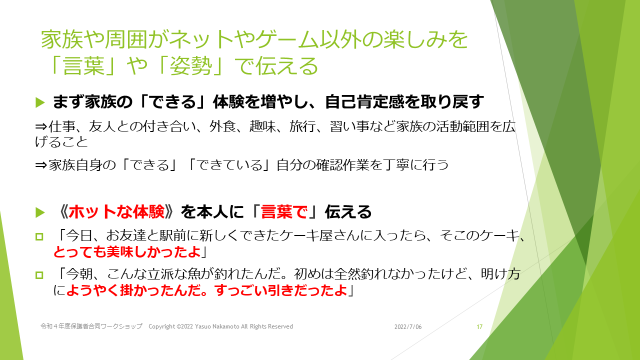 家族や周囲がネットやゲーム以外の楽しみを
「言葉」や「姿勢」で伝える
まず家族の「できる」体験を増やし、自己肯定感を取り戻す
⇒仕事、友人との付き合い、外食、趣味、旅行、習い事など家族の活動範囲を広
げること
⇒家族自身の「できる」「できている」自分の確認作業を丁寧に行う
《ホットな体験》を本人に「言葉で」伝える
「今日、お友達と駅前に新しくできたケーキ屋さんに入ったら、そこのケーキ、
とっても美味しかったよ」
「今朝、こんな立派な魚が釣れたんだ。初めは全然釣れなかったけど、明け方
にようやく掛かったんだ。すっごい引きだったよ」
令和４年度保護者合同ワークショップ Copyright ©2022 Yasuo Nakamoto All Rights Reserved
2022/7/06
17